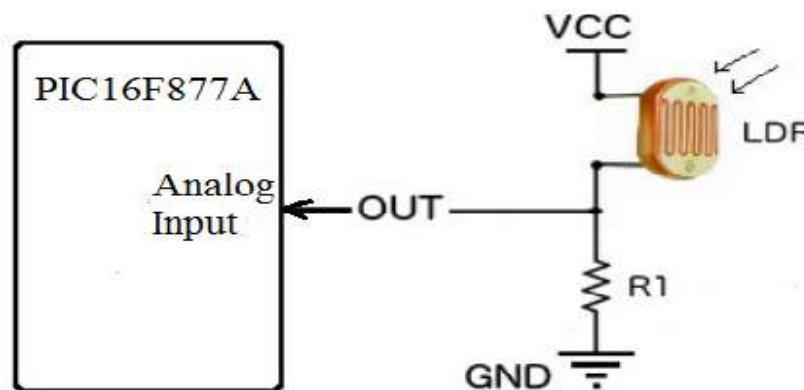 VCC
PIC16F877A
LDR
Analog
Input
OUT
R1
GND